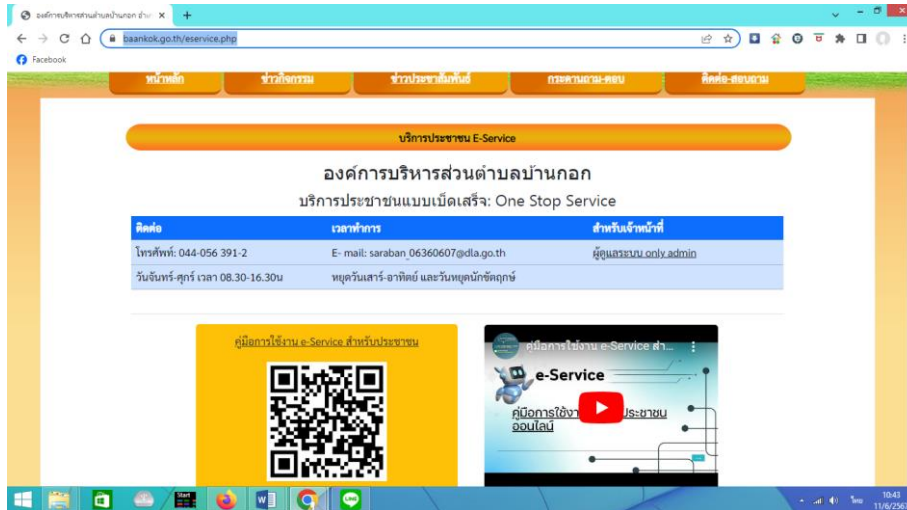 องค์การบริหารส่วนตำบลบ้านกอก อำเ
baankok.go.th/eservice.php
Facebook
หน้าหลัก ข่าวกิจกรรม ข่าวประชาสัมพันธ์ กระดานถาม-ตอบ ติดต่อ-สอบถาม
บริการประชาชน E-Service
องค์การบริหารส่วนตำบลบ้านกอก
บริการประชาชนแบบเบ็ดเสร็จ: One Stop Service
ติดต่อ เวลาทำการ สำหรับเจ้าหน้าที่
โทรศัพท์: 044-056 391-2 E- mail: saraban_06360607@dla.go.th ผู้ดูแลระบบ only admin
วันจันทร์-ศุกร์ เวลา 08.30-16.30น หยุดวันเสาร์-อาทิตย์ และวันหยุดนักขัตฤกษ์
คู่มือการใช้งาน e-Service สำหรับประชาชน
คู่มือการใช้งาน e-Service สำ...
e-Service
คู่มือการใช้งา ประชาชน
ออนไลน์
Start
ไทย
10:43
11/6/256